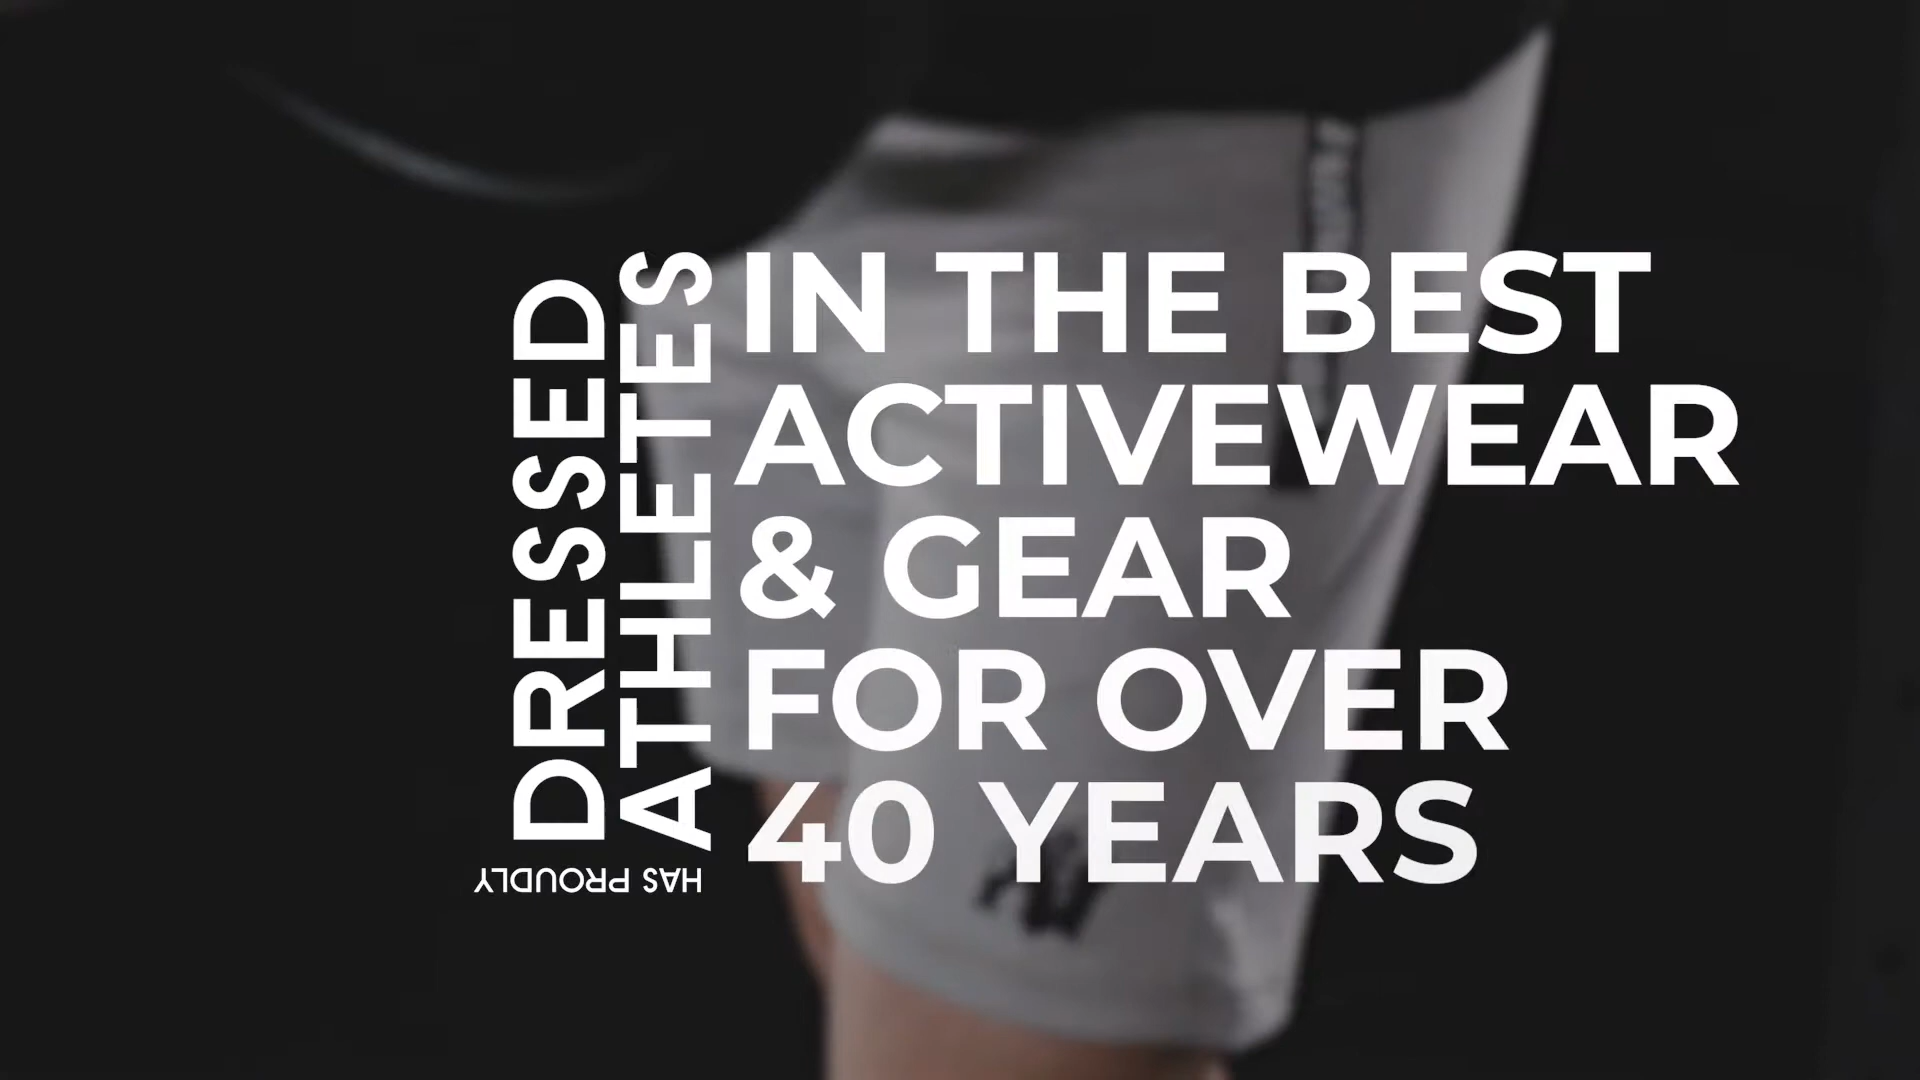 HAS PROUDLY
DRESSED
ATHLETES
IN THE BEST
ACTIVEWEAR
& GEAR
FOR OVER
40 YEARS